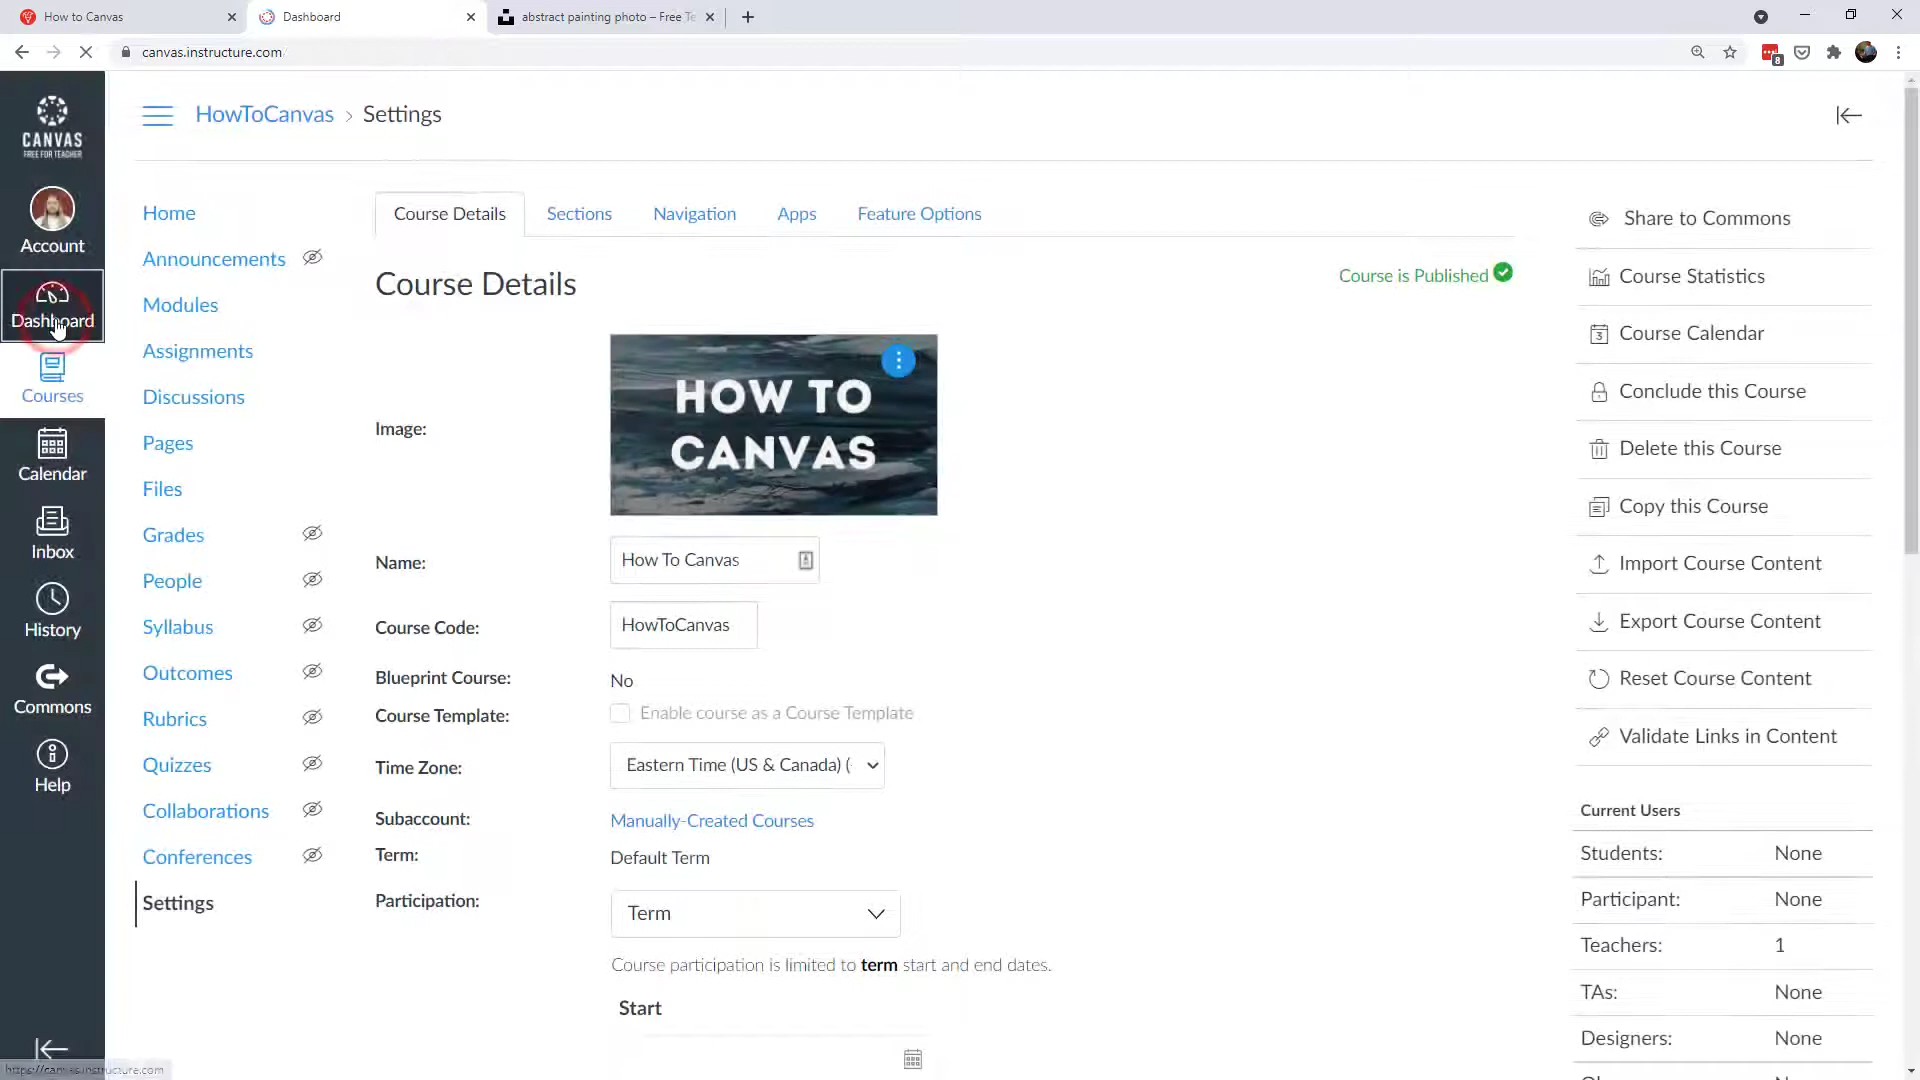 How to Canvas
Dashboard
abstract painting photo – Free Te
canvas.instructure.com
8
CANVAS
FREE FOR TEACHER
Account
Dashboard
Courses
Calendar
Inbox
History
Commons
Help
https://canvas.instructure.com
HowToCanvas › Settings
Home
Announcements
Modules
Assignments
Discussions
Pages
Files
Grades
People
Syllabus
Outcomes
Rubrics
Quizzes
Collaborations
Conferences
Settings
Course Details
Sections
Navigation
Apps
Feature Options
Course Details
Course is Published
Image:
HOW TO
CANVAS
Name:
How To Canvas
Course Code:
HowToCanvas
Blueprint Course:
No
Course Template:
Enable course as a Course Template
Time Zone:
Eastern Time (US & Canada) (
Subaccount:
Manually-Created Courses
Term:
Default Term
Participation:
Term
Course participation is limited to term start and end dates.
Start
Share to Commons
Course Statistics
3
Course Calendar
Conclude this Course
Delete this Course
Copy this Course
Import Course Content
Export Course Content
Reset Course Content
Validate Links in Content
Current Users
Students: None
Participant: None
Teachers: 1
TAs: None
Designers: None